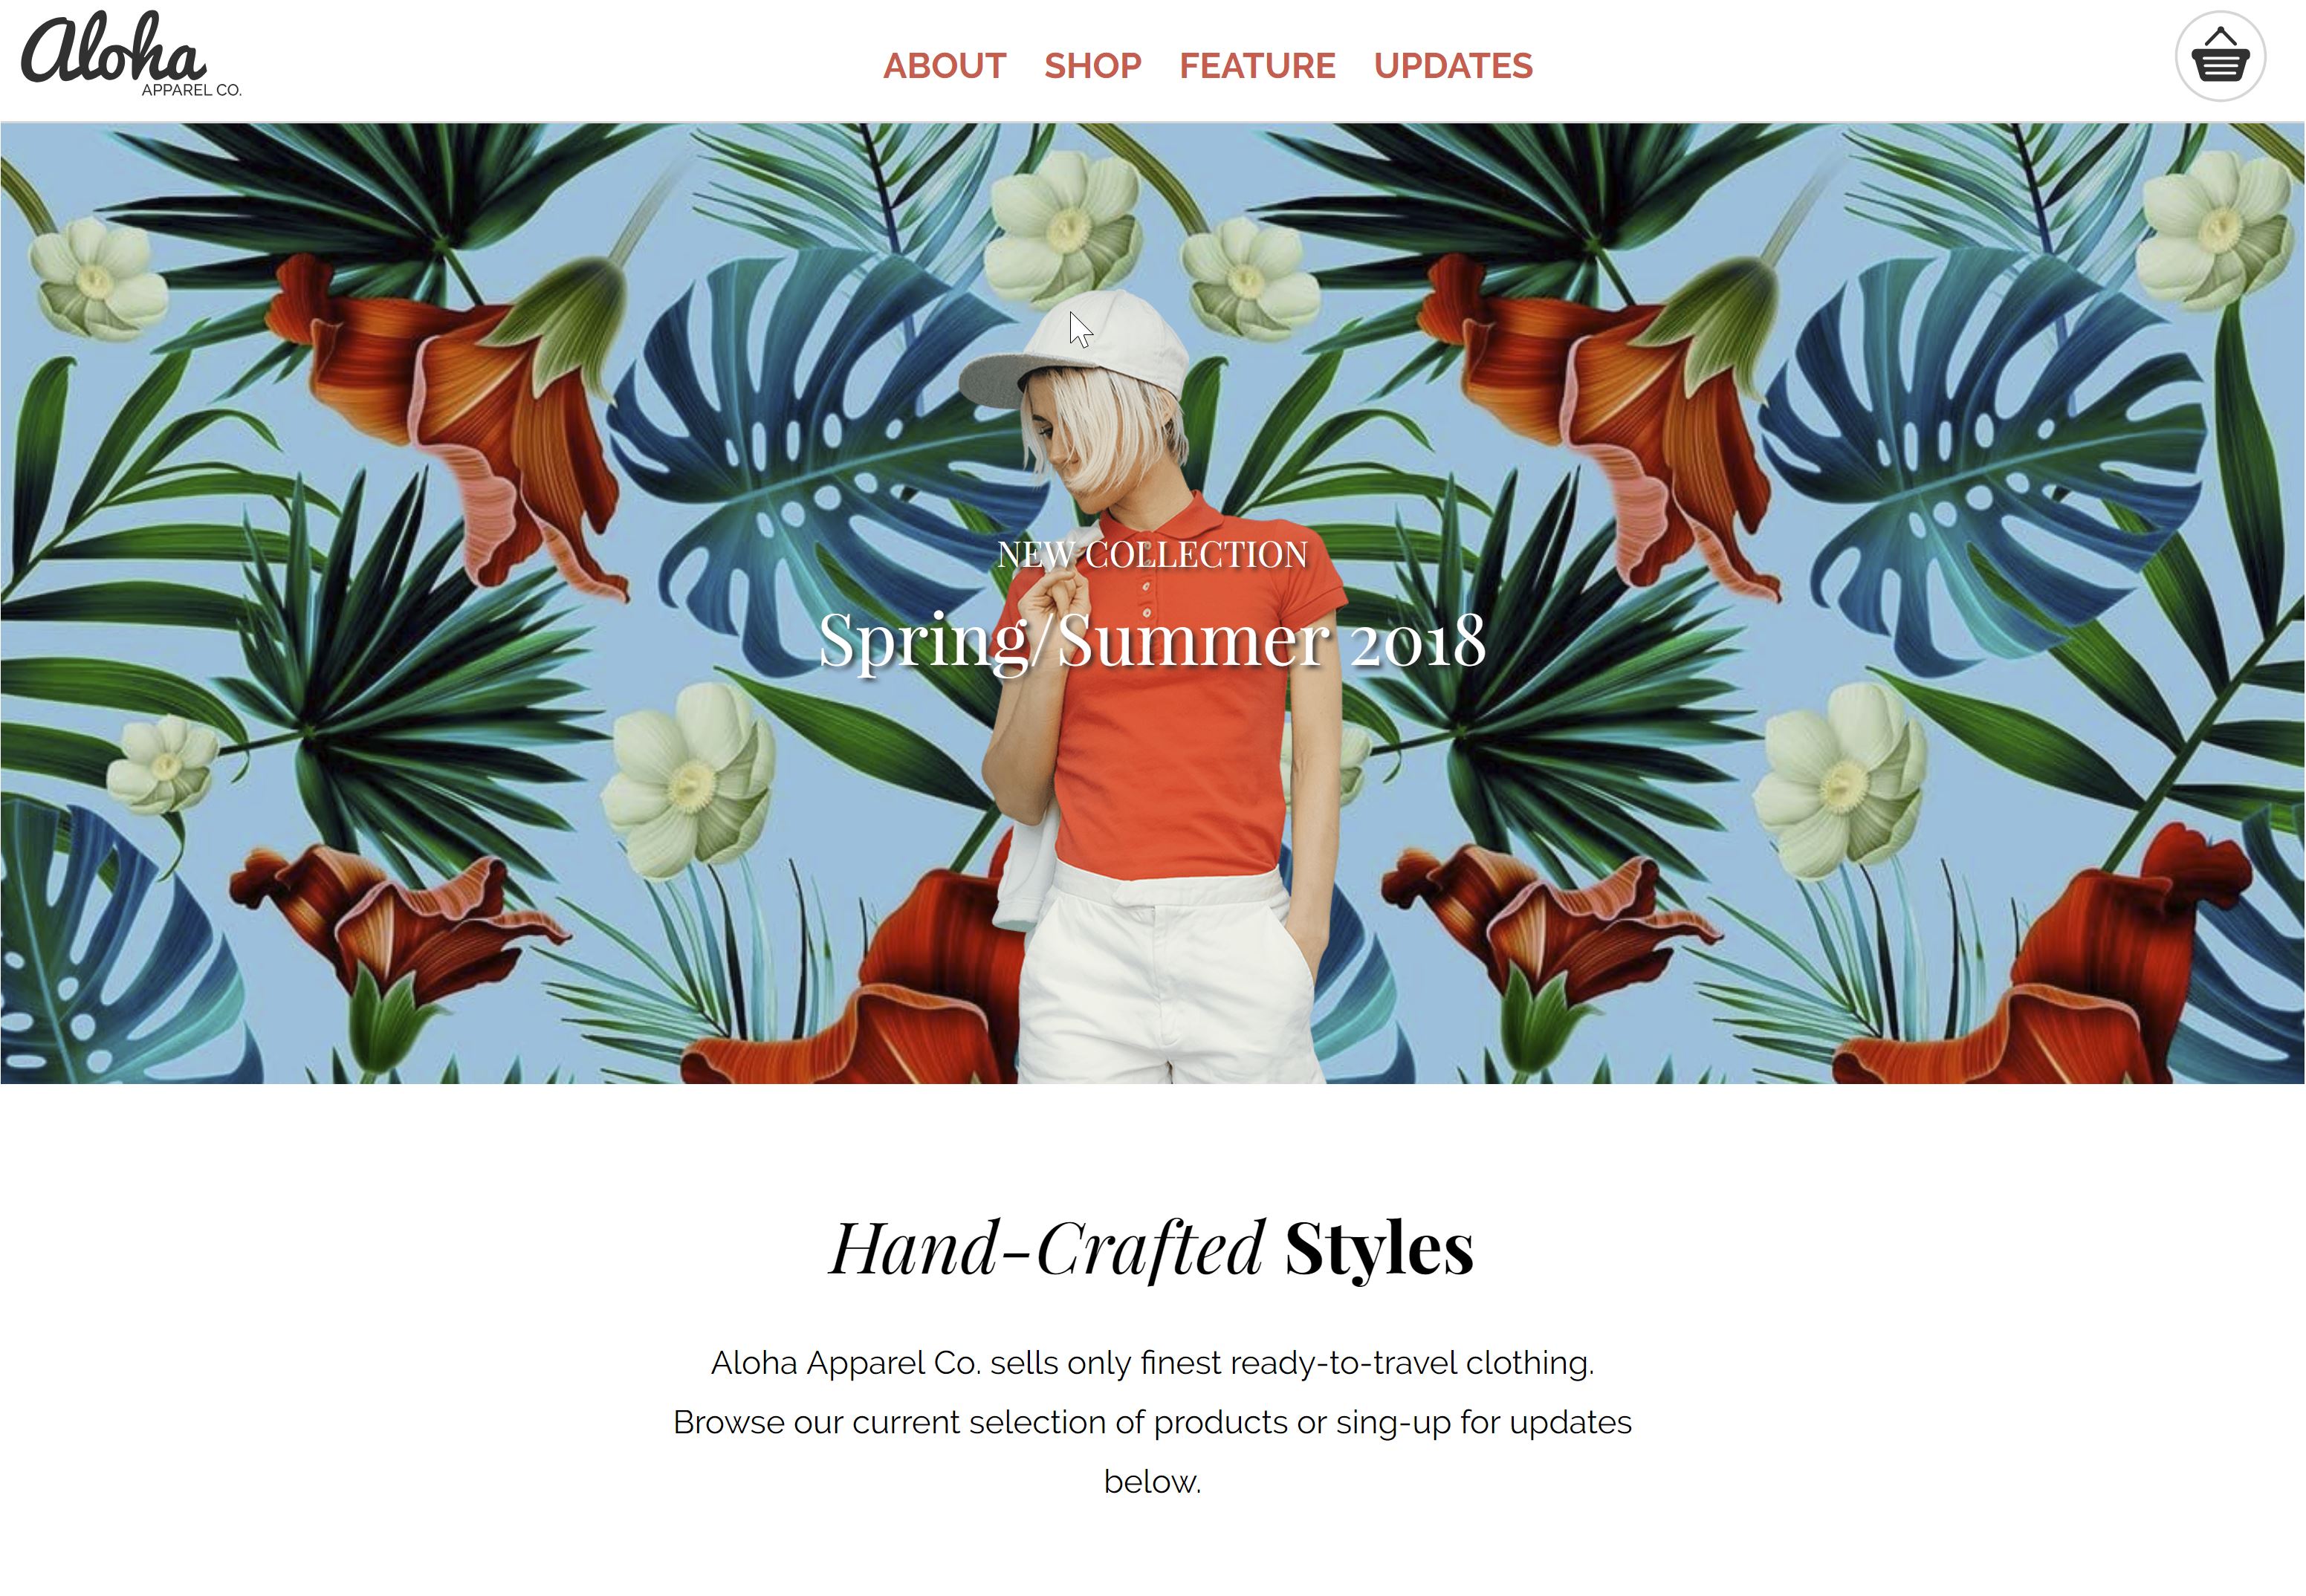 Aloha
APPAREL CO.
ABOUT SHOP FEATURE UPDATES
NEW COLLECTION
Spring/Summer 2018
Hand-Crafted Styles
Aloha Apparel Co. sells only finest ready-to-travel clothing.
Browse our current selection of products or sing-up for updates
below.